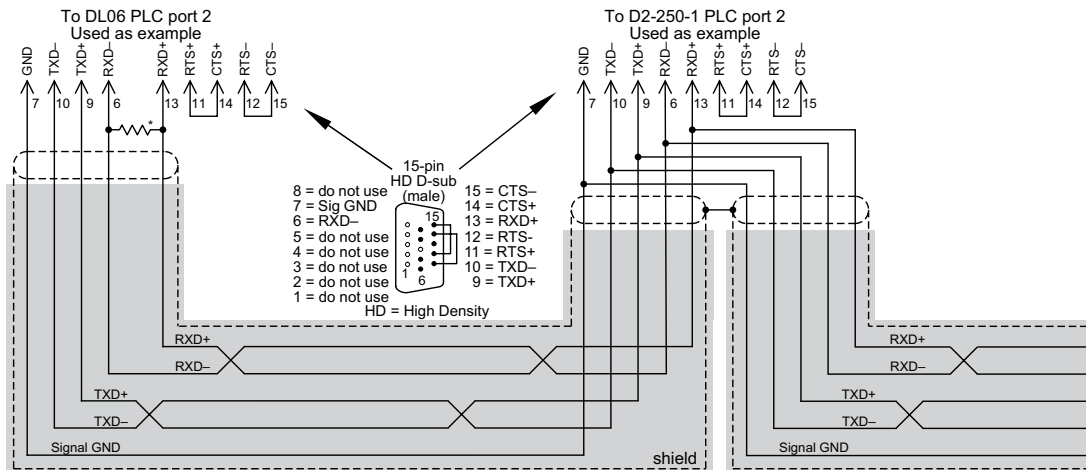 To DL06 PLC port 2
Used as example
GND
TXD–
TXD+
RXD–
RXD+
RTS+
CTS+
RTS–
CTS–
7
10
9
6
13
11
14
12
15
*
To D2-250-1 PLC port 2
Used as example
GND
TXD–
TXD+
RXD–
RXD+
RTS+
CTS+
RTS–
CTS–
7
10
9
6
13
11
14
12
15
15-pin
HD D-sub
(male)
8 = do not use
7 = Sig GND
6 = RXD–
5 = do not use
4 = do not use
3 = do not use
2 = do not use
1 = do not use
15
1
6
15 = CTS–
14 = CTS+
13 = RXD+
12 = RTS-
11 = RTS+
10 = TXD–
9 = TXD+
HD = High Density
RXD+
RXD–
TXD+
TXD–
Signal GND
shield
RXD+
RXD–
TXD+
TXD–
Signal GND